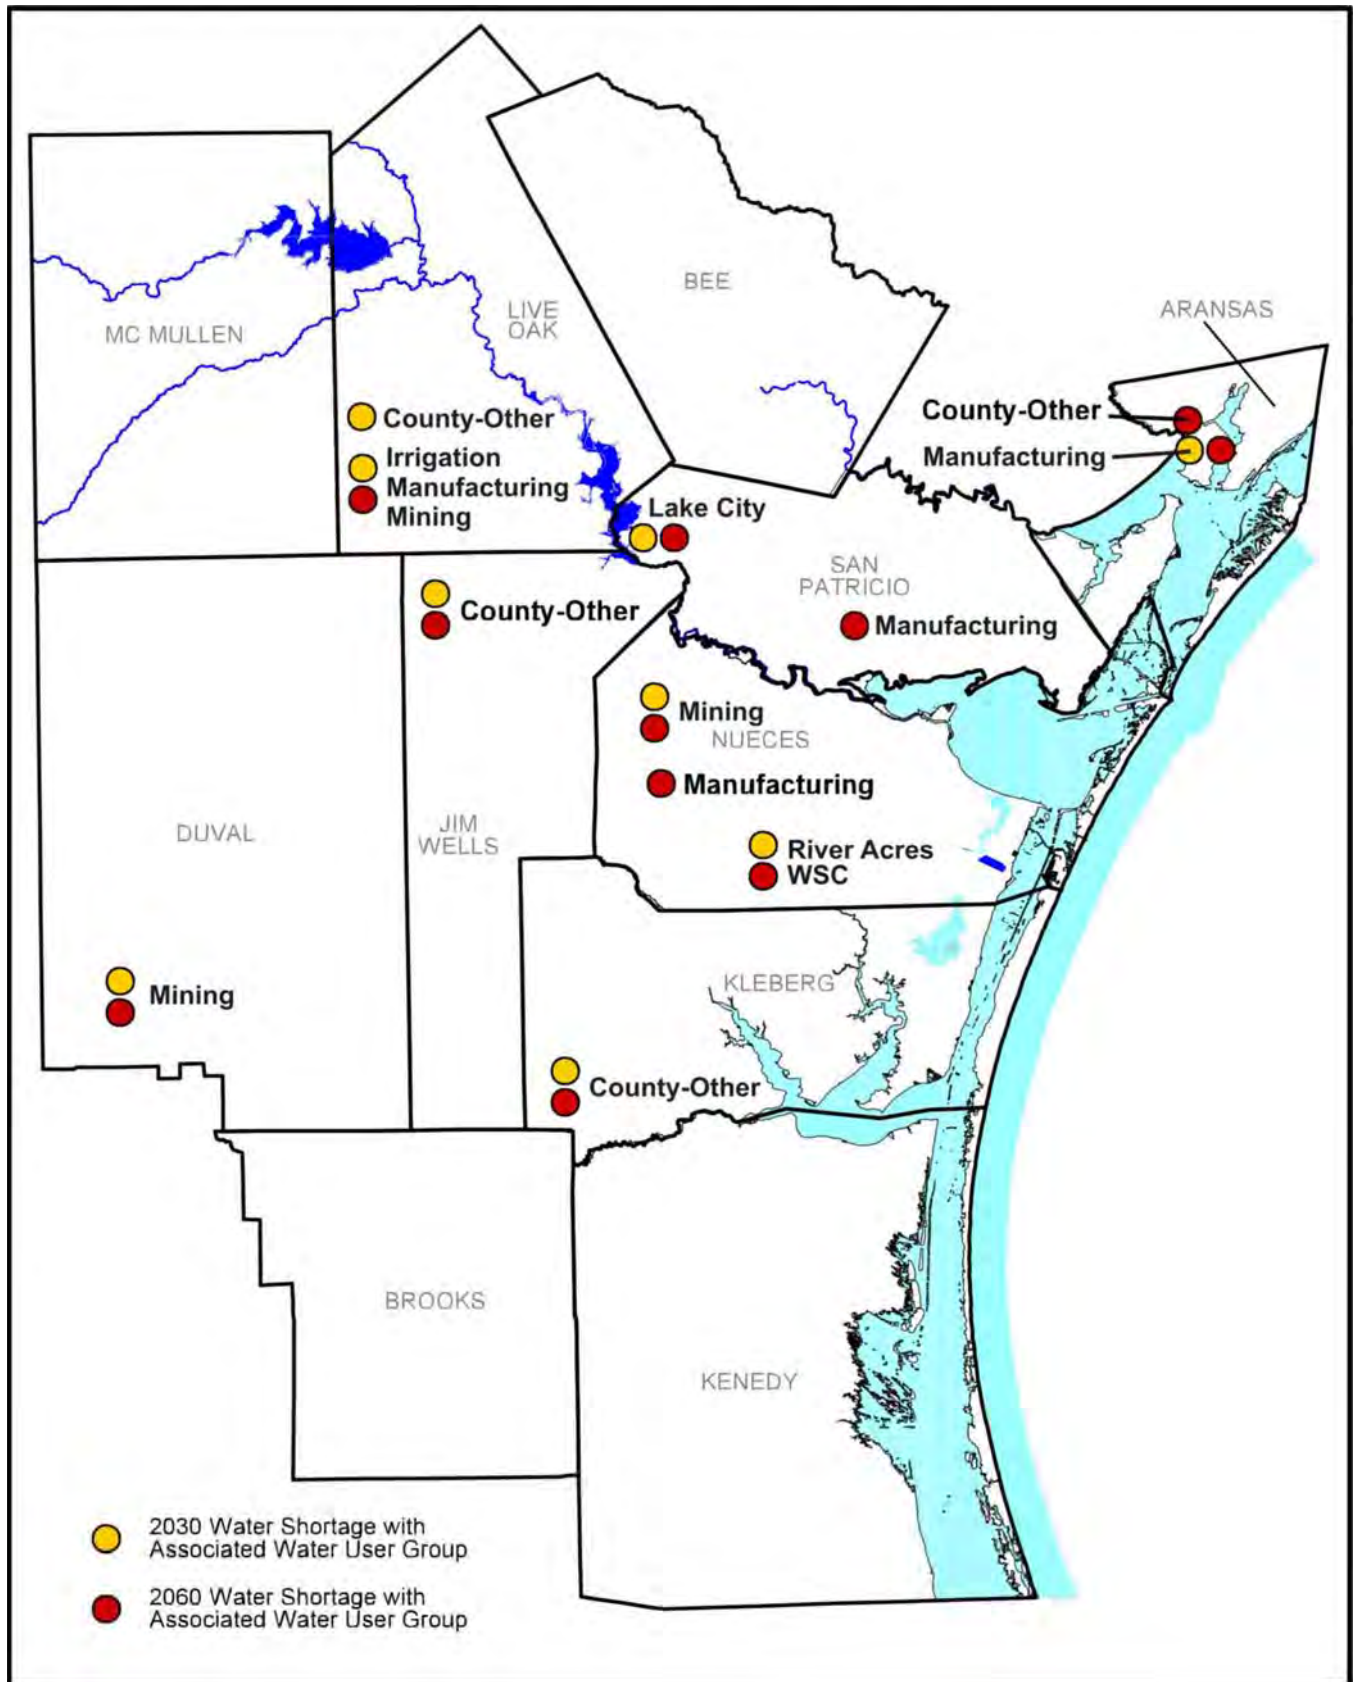 BEE
LIVE
OAK
ARANSAS
MC MULLEN
County-Other
County-Other
Irrigation
Manufacturing
Mining
Manufacturing
Lake City
SAN
PATRICIO
County-Other
Manufacturing
Mining
NUECES
Manufacturing
DUVAL
JIM
WELLS
River Acres
WSC
KLEBERG
Mining
County-Other
BROOKS
KENEDY
2030 Water Shortage with
Associated Water User Group
2060 Water Shortage with
Associated Water User Group